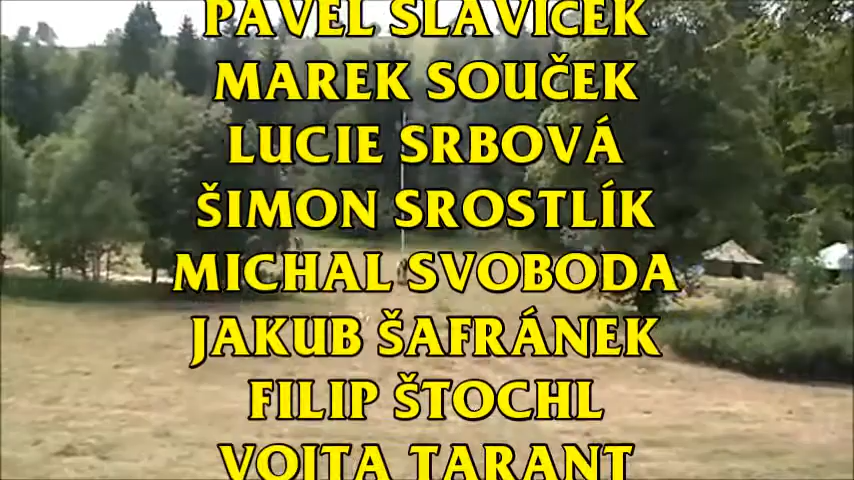 PAVEL SLAVÍČEK
MAREK SOUČEK
LUCIE SRBOVÁ
ŠIMON SROSTLÍK
MICHAL SVOBODA
JAKUB ŠAFRÁNEK
FILIP ŠTOCHL
VOJTA TARANT